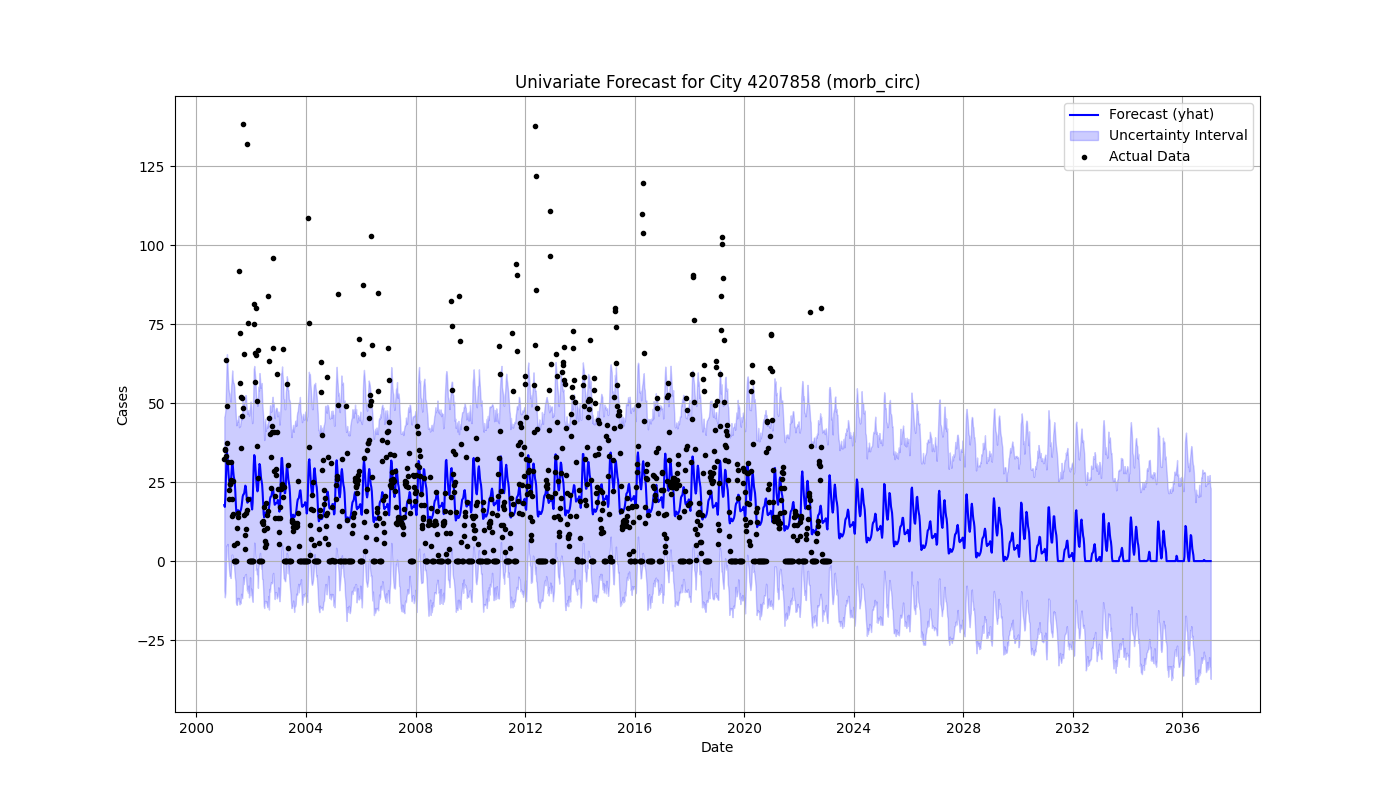 Univariate Forecast for City 4207858 (morb_circ)
Forecast (yhat)
Uncertainty Interval
Actual Data
Cases
125
100
75
50
25
0
−25
2000 2004 2008 2012 2016 2020 2024 2028 2032 2036
Date